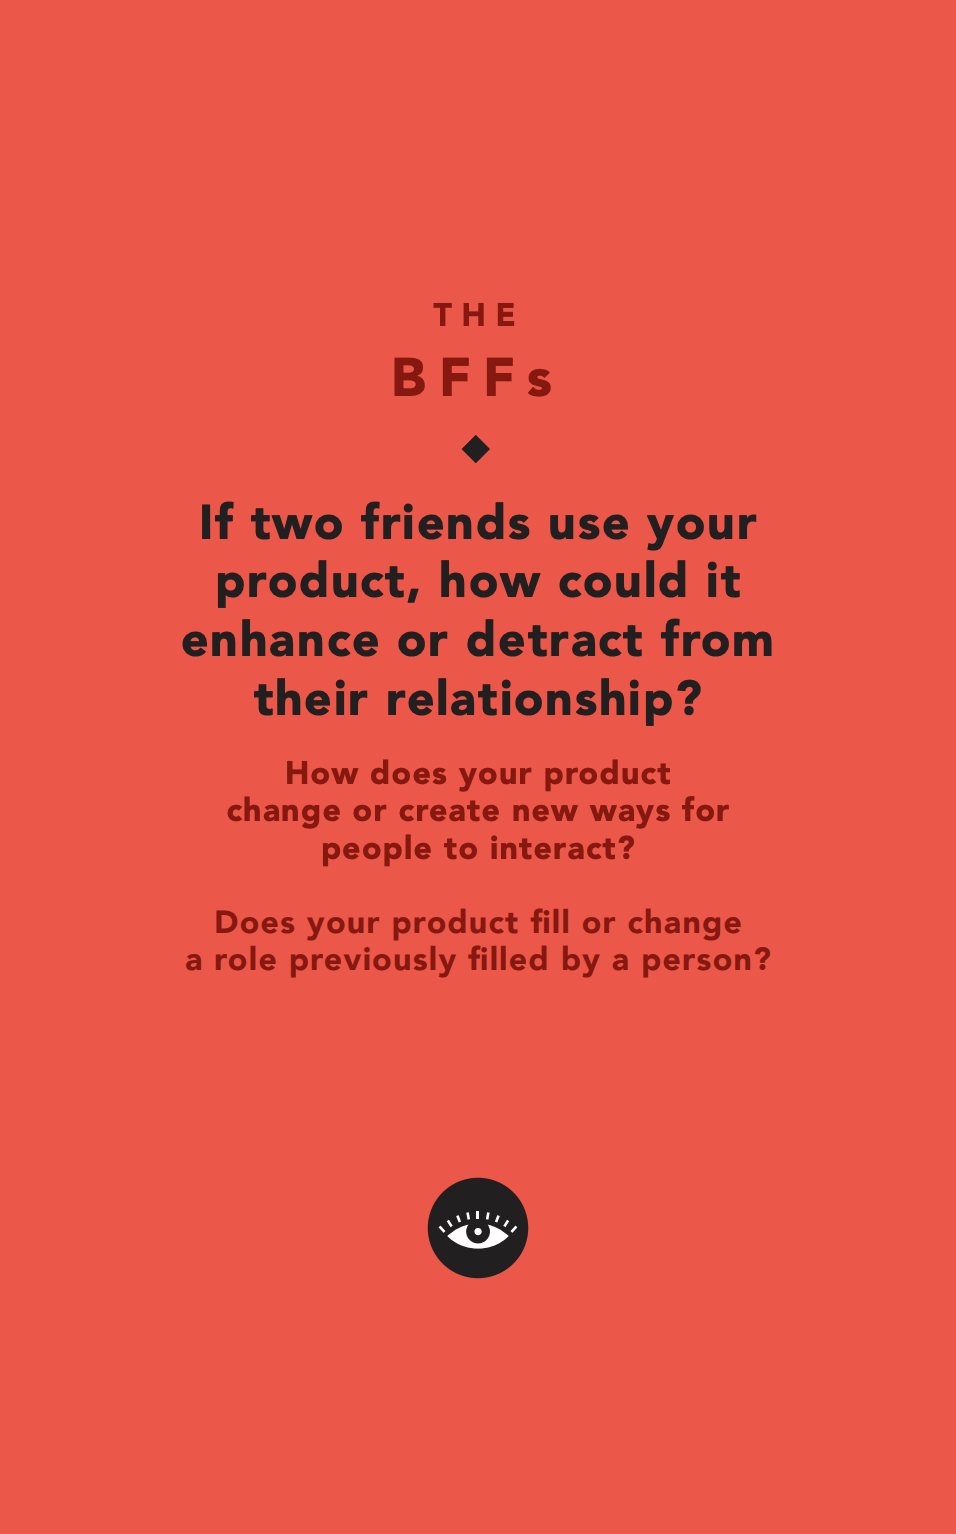 THE
BFFs
If two friends use your
product, how could it
enhance or detract from
their relationship?
How does your product
change or create new ways for
people to interact?
Does your product fill or change
a role previously filled by a person?